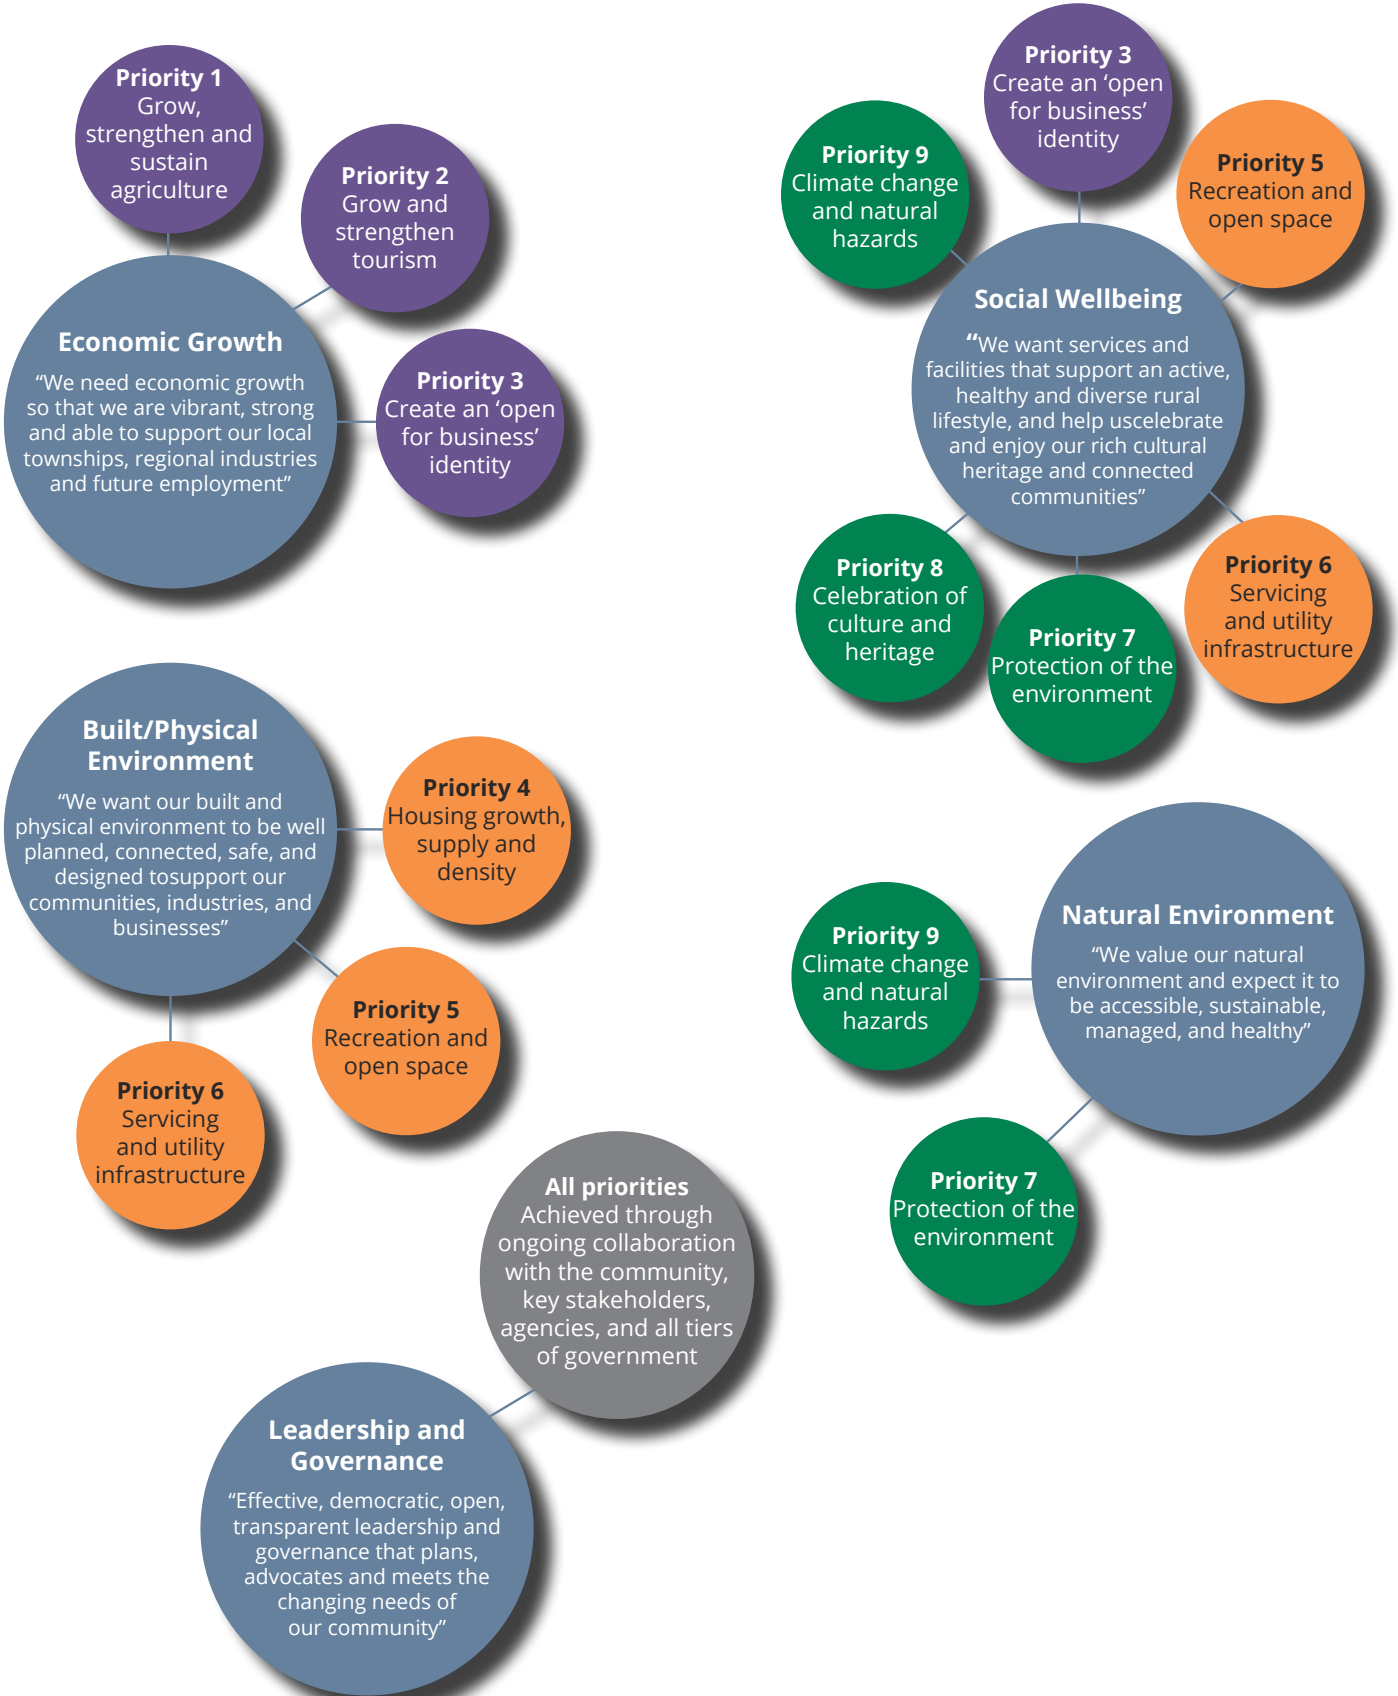 Priority 1
Grow,
strengthen and
sustain
agriculture
Priority 2
Grow and
strengthen
tourism
Economic Growth
“We need economic growth
so that we are vibrant, strong
and able to support our local
townships, regional industries
and future employment”
Priority 3
Create an ‘open
for business’
identity
Priority 3
Create an ‘open
for business’
identity
Priority 9
Climate change
and natural
hazards
Priority 5
Recreation and
open space
Social Wellbeing
“We want services and
facilities that support an active,
healthy and diverse rural
lifestyle, and help uscelebrate
and enjoy our rich cultural
heritage and connected
communities”
Priority 8
Celebration of
culture and
heritage
Priority 7
Protection of the
environment
Priority 6
Servicing
and utility
infrastructure
Built/Physical
Environment
“We want our built and
physical environment to be well
planned, connected, safe, and
designed tosupport our
communities, industries, and
businesses”
Priority 4
Housing growth,
supply and
density
Priority 5
Recreation and
open space
Priority 6
Servicing
and utility
infrastructure
Natural Environment
“We value our natural
environment and expect it to
be accessible, sustainable,
managed, and healthy”
Priority 9
Climate change
and natural
hazards
Priority 7
Protection of the
environment
All priorities
Achieved through
ongoing collaboration
with the community,
key stakeholders,
agencies, and all tiers
of government
Leadership and
Governance
“Effective, democratic, open,
transparent leadership and
governance that plans,
advocates and meets the
changing needs of
our community”